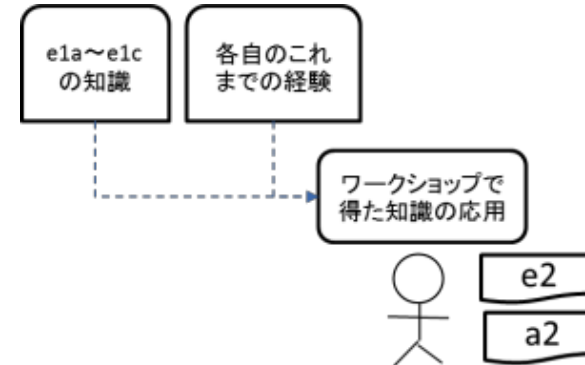 e1a～e1c
の知識
各自のこれ
までの経験
ワークショップで
得た知識の応用
e2
a2